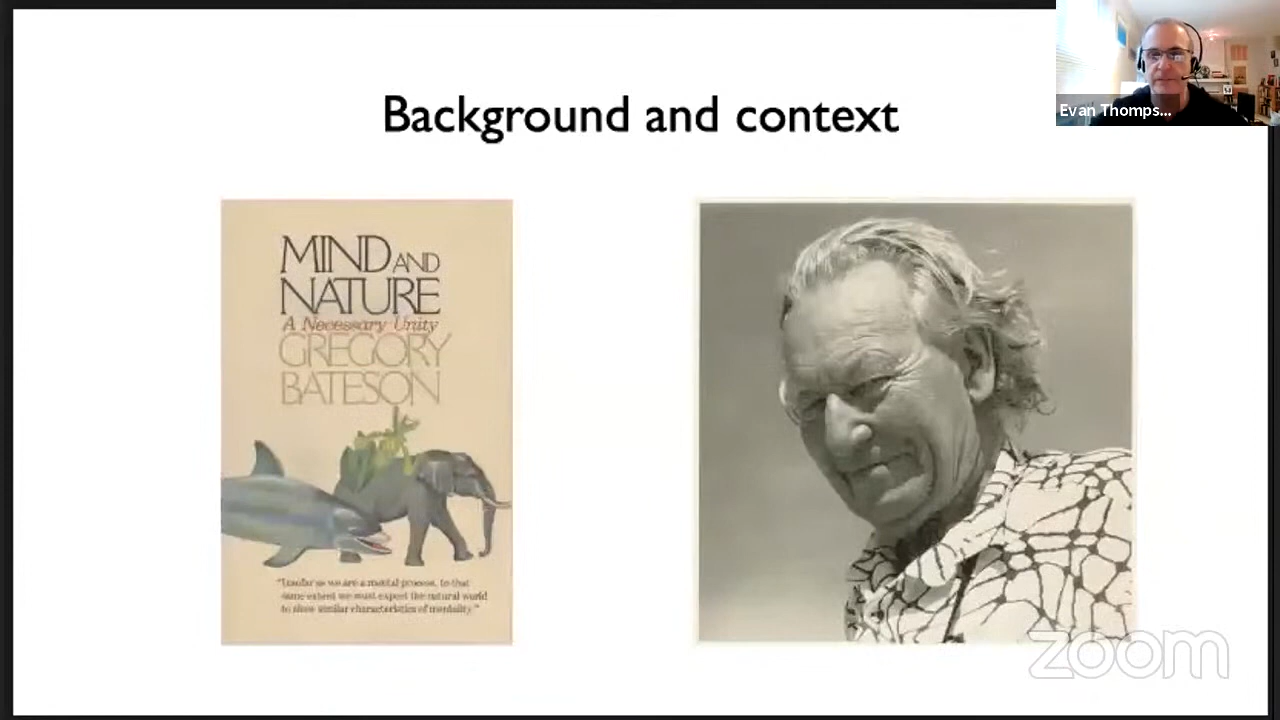 Background and context
Evan Thomps...
MIND AND
NATURE
A Necessary Unity
GREGORY
BATESON
"Insofar as we are a mental process, to that
same extent we must expect the natural world
to show similar characteristics of mentality."
zoom